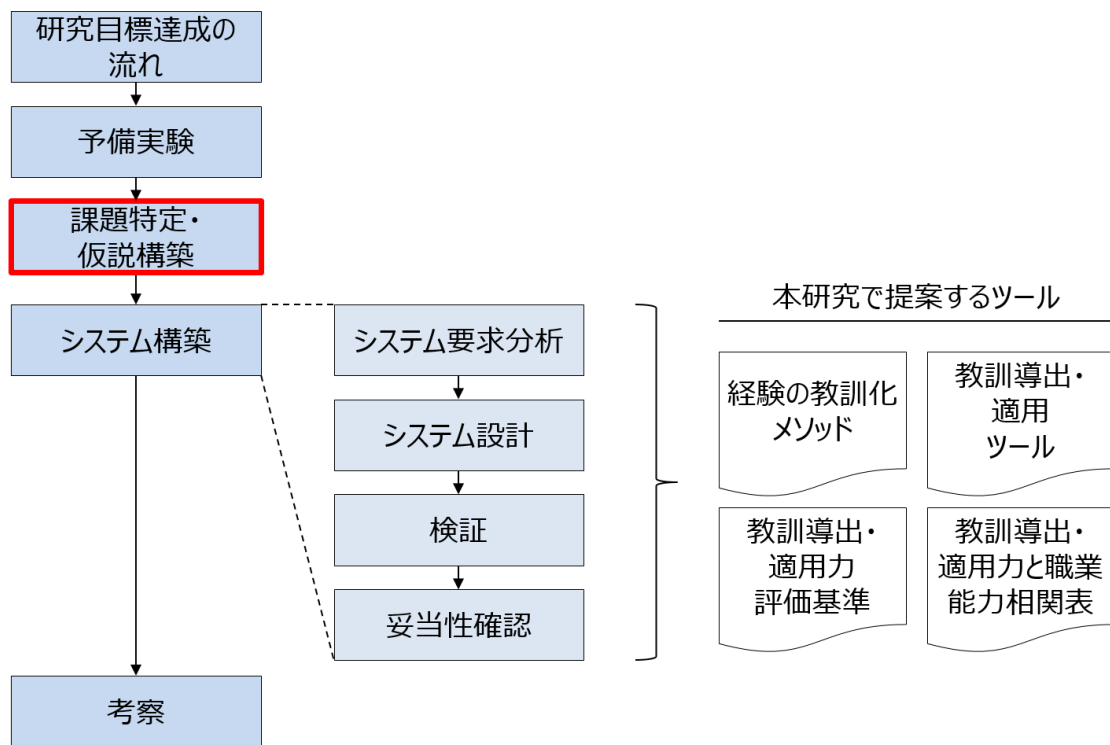 研究目標達成の
流れ
予備実験
課題特定・
仮説構築
システム構築
考察
システム要求分析
システム設計
検証
妥当性確認
本研究で提案するツール
経験の教訓化
メソッド
教訓導出・
適用
ツール
教訓導出・
適用力
評価基準
教訓導出・
適用力と職業
能力相関表